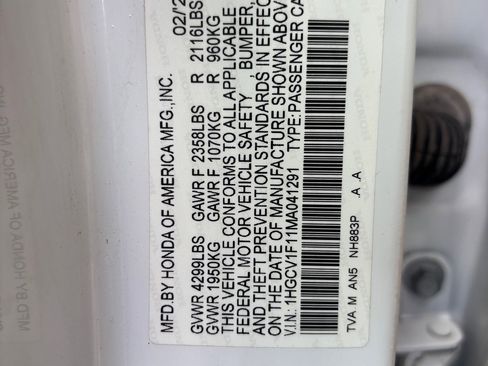 MFD.BY HONDA OF AMERICA MFG.,INC. 02/'2
GVWR 4299LBS GAWR F 2358LBS R 2116LBS
GVWR 1950KG GAWR F 1070KG R 960KG
THIS VEHICLE CONFORMS TO ALL APPLICABLE
FEDERAL MOTOR VEHICLE SAFETY BUMPER,
AND THEFT PREVENTION STANDARDS IN EFFEC
ON THE DATE OF MANUFACTURE SHOWN ABOV
V.I.N.: 1HGCV1F11MA041291 TYPE:PASSENGER CA
TVA M AN5 NH883P .A .A